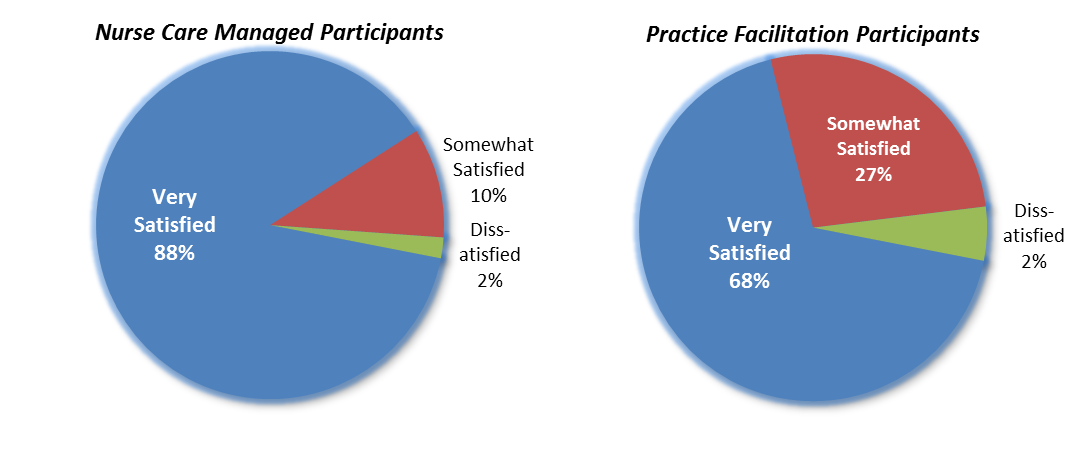 Nurse Care Managed Participants
Very
Satisfied
88%
Somewhat
Satisfied
10%
Diss-
atisfied
2%
Practice Facilitation Participants
Very
Satisfied
68%
Somewhat
Satisfied
27%
Diss-
atisfied
2%